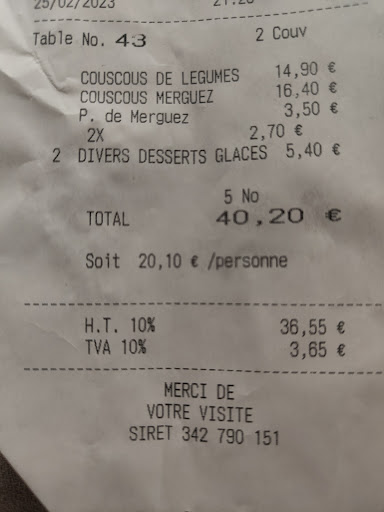 25/02/2023 21:28
Table No. 43 2 Couv
COUSCOUS DE LEGUMES 14,90 €
COUSCOUS MERGUEZ 16,40 €
P. de Merguez 3,50 €
2X 2,70 €
2 DIVERS DESSERTS GLACES 5,40 €
5 No
TOTAL 40,20 €
Soit 20,10 € /personne
H.T. 10% 36,55 €
TVA 10% 3,65 €
MERCI DE
VOTRE VISITE
SIRET 342 790 151